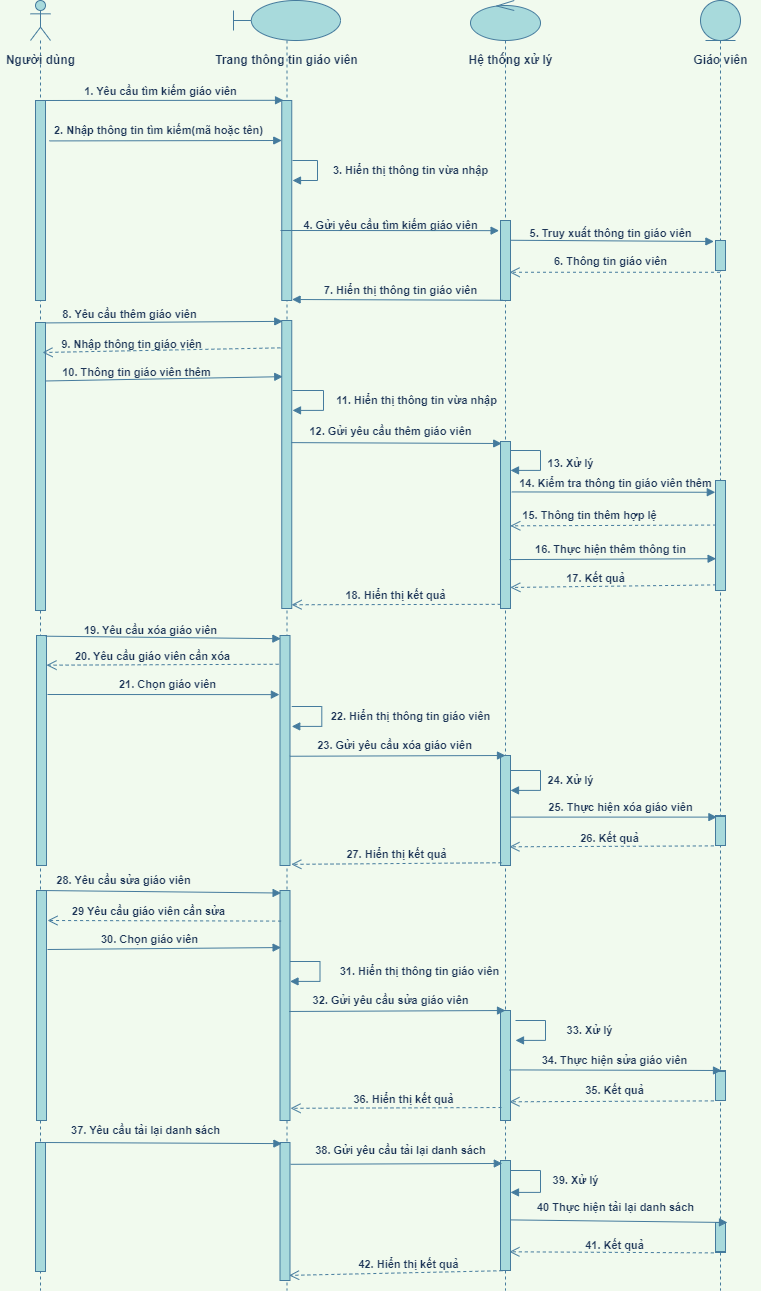 Người dùng
Trang thông tin giáo viên
Hệ thống xử lý
Giáo viên
1. Yêu cầu tìm kiếm giáo viên
2. Nhập thông tin tìm kiếm(mã hoặc tên)
3. Hiển thị thông tin vừa nhập
4. Gửi yêu cầu tìm kiếm giáo viên
5. Truy xuất thông tin giáo viên
6. Thông tin giáo viên
7. Hiển thị thông tin giáo viên
8. Yêu cầu thêm giáo viên
9. Nhập thông tin giáo viên
10. Thông tin giáo viên thêm
11. Hiển thị thông tin vừa nhập
12. Gửi yêu cầu thêm giáo viên
13. Xử lý
14. Kiểm tra thông tin giáo viên thêm
15. Thông tin thêm hợp lệ
16. Thực hiện thêm thông tin
17. Kết quả
18. Hiển thị kết quả
19. Yêu cầu xóa giáo viên
20. Yêu cầu giáo viên cần xóa
21. Chọn giáo viên
22. Hiển thị thông tin giáo viên
23. Gửi yêu cầu xóa giáo viên
24. Xử lý
25. Thực hiện xóa giáo viên
26. Kết quả
27. Hiển thị kết quả
28. Yêu cầu sửa giáo viên
29 Yêu cầu giáo viên cần sửa
30. Chọn giáo viên
31. Hiển thị thông tin giáo viên
32. Gửi yêu cầu sửa giáo viên
33. Xử lý
34. Thực hiện sửa giáo viên
35. Kết quả
36. Hiển thị kết quả
37. Yêu cầu tải lại danh sách
38. Gửi yêu cầu tải lại danh sách
39. Xử lý
40 Thực hiện tải lại danh sách
41. Kết quả
42. Hiển thị kết quả